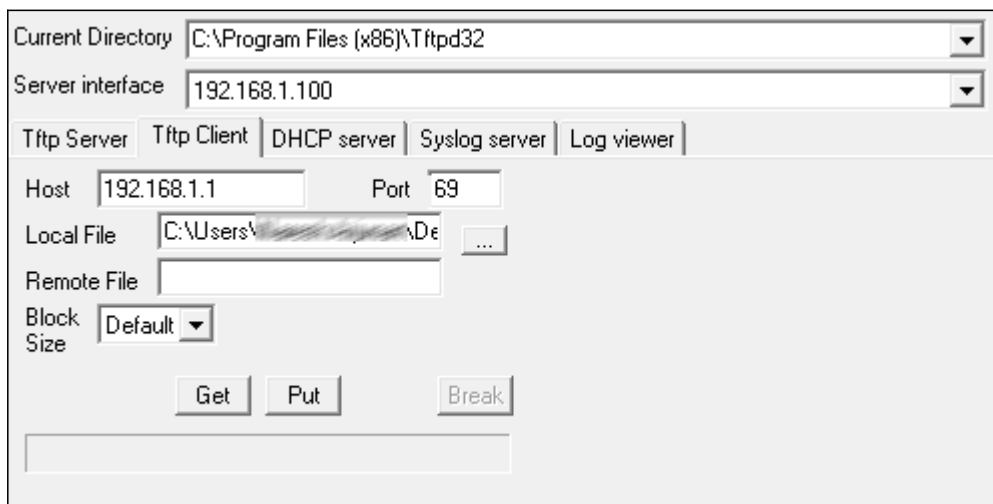 Current Directory C:\Program Files (x86)\Tftpd32
Server interface 192.168.1.100
Tftp Server Tftp Client DHCP server Syslog server Log viewer
Host 192.168.1.1 Port 69
Local File C:\Users\ \De ...
Remote File
Block Size Default
Get Put Break